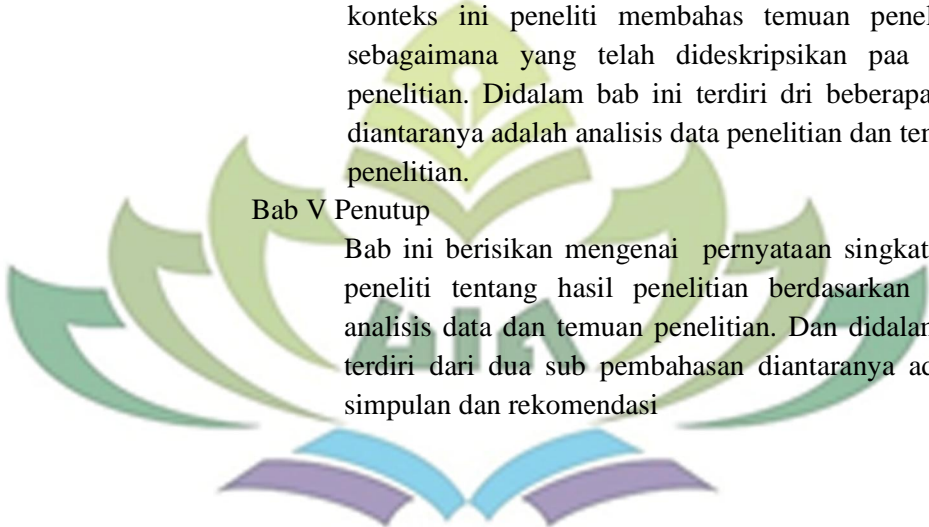 konteks ini peneliti membahas temuan penel
sebagaimana yang telah dideskripsikan paa
penelitian. Didalam bab ini terdiri dri beberapa
diantaranya adalah analisis data penelitian dan ter
penelitian.
Bab V Penutup
Bab ini berisikan mengenai pernyataan singkat
peneliti tentang hasil penelitian berdasarkan
analisis data dan temuan penelitian. Dan didalan
terdiri dari dua sub pembahasan diantaranya ad
simpulan dan rekomendasi